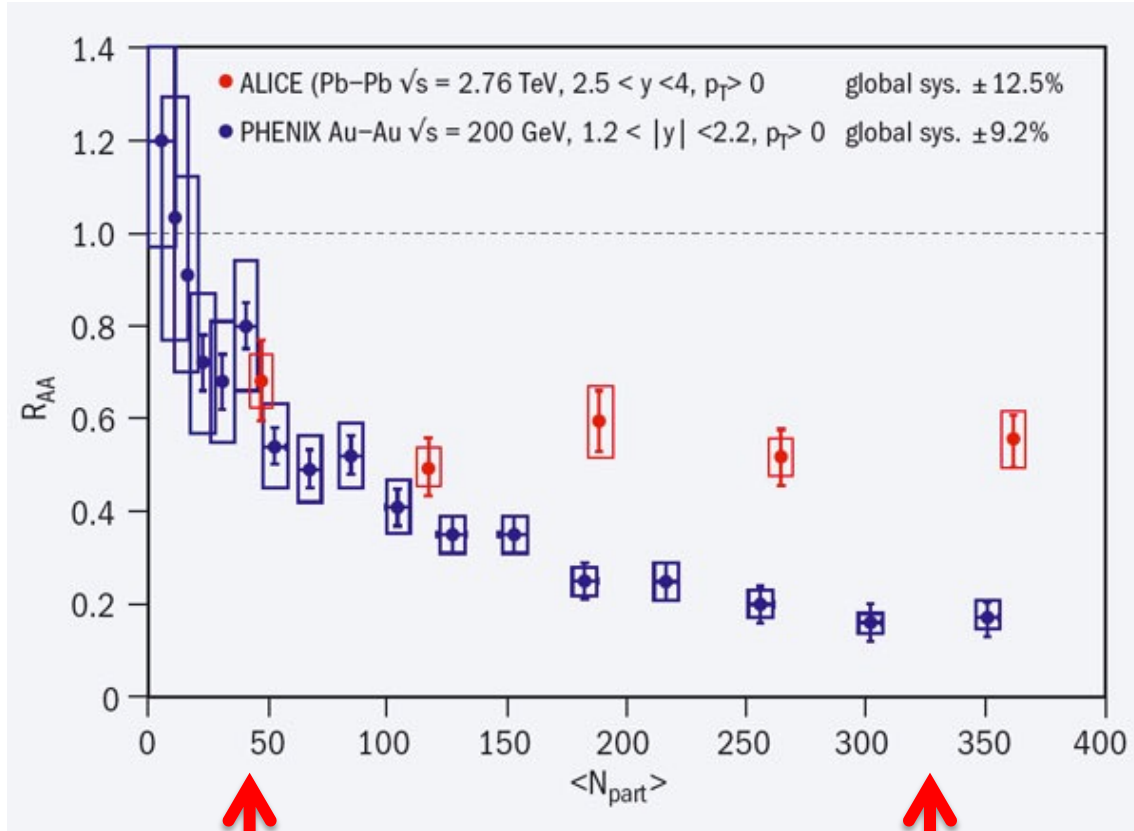 1.4
ALICE (Pb–Pb √s = 2.76 TeV, 2.5 < y <4, pT> 0 global sys. ± 12.5%
PHENIX Au–Au √s = 200 GeV, 1.2 < |y| <2.2, pT> 0 global sys. ±9.2%
1.2
1.0
0.8
0.6
0.4
0.2
0
RAA
0 50 100 150 200 250 300 350 400
<Npart>